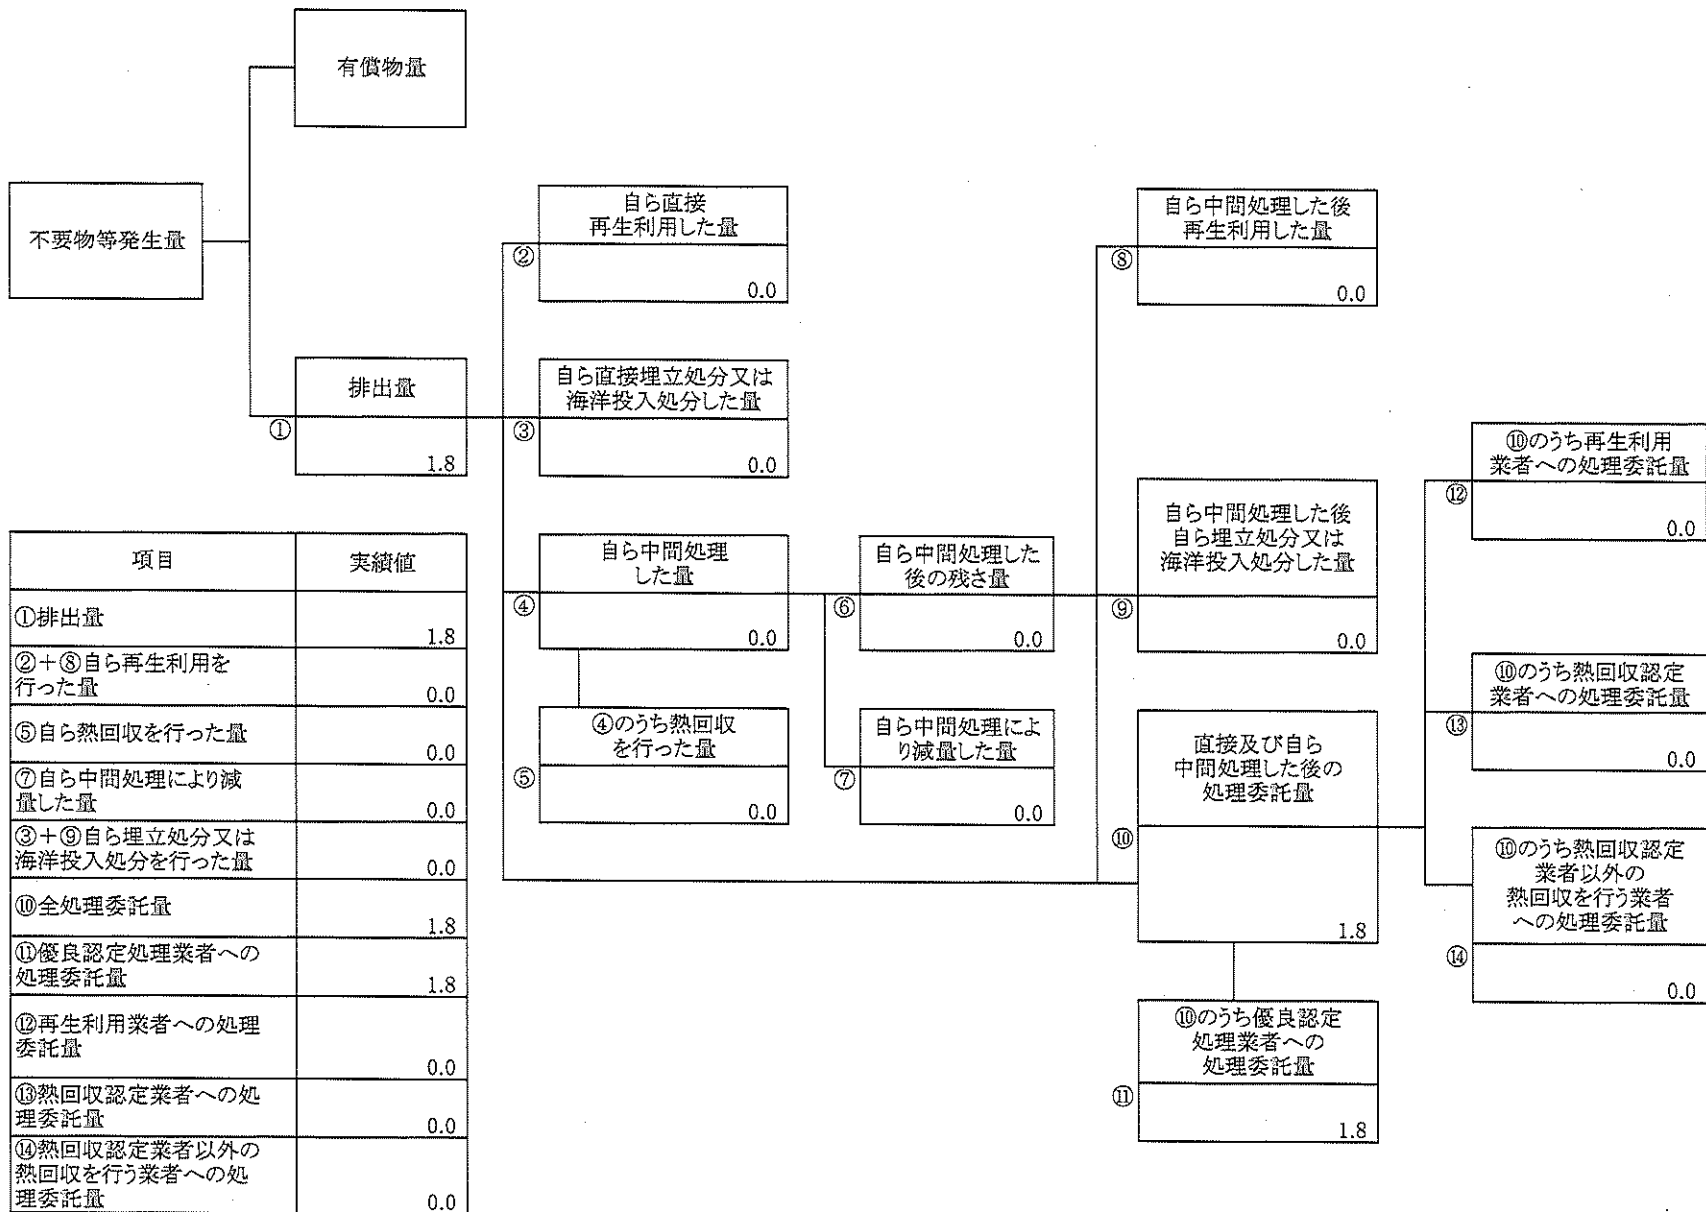 有償物量
不要物等発生量
自ら直接
再生利用した量
②
0.0
自ら中間処理した後
再生利用した量
⑧
0.0
排出量
①
1.8
自ら直接埋立処分又は
海洋投入処分した量
③
0.0
⑩のうち再生利用
業者への処理委託量
⑫
0.0
自ら中間処理
した量
④
0.0
自ら中間処理した
後の残さ量
⑥
0.0
自ら中間処理した後
自ら埋立処分又は
海洋投入処分した量
⑨
0.0
⑩のうち熱回収認定
業者への処理委託量
⑬
0.0
④のうち熱回収
を行った量
⑤
0.0
自ら中間処理によ
り減量した量
⑦
0.0
直接及び自ら
中間処理した後の
処理委託量
⑩
1.8
⑩のうち熱回収認定
業者以外の
熱回収を行う業者
への処理委託量
⑭
0.0
⑩のうち優良認定
処理業者への
処理委託量
⑪
1.8
項目 実績値
①排出量
1.8
②+⑧自ら再生利用を
行った量
0.0
⑤自ら熱回収を行った量
0.0
⑦自ら中間処理により減
量した量
0.0
③+⑨自ら埋立処分又は
海洋投入処分を行った量
0.0
⑩全処理委託量
1.8
⑪優良認定処理業者への
処理委託量
1.8
⑫再生利用業者への処理
委託量
0.0
⑬熱回収認定業者への処
理委託量
0.0
⑭熱回収認定業者以外の
熱回収を行う業者への処
理委託量
0.0